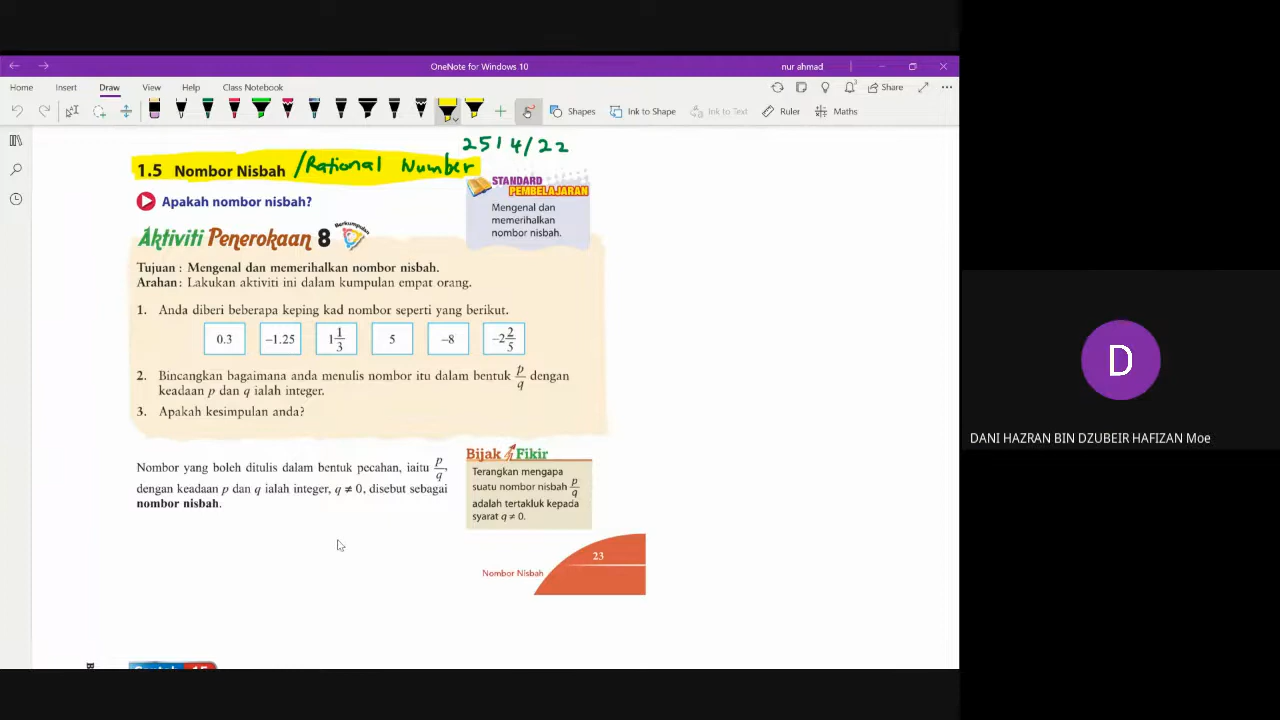 OneNote for Windows 10
nur ahmad
Home Insert Draw View Help Class Notebook
Share
Shapes Ink to Shape Ink to Text Ruler Maths
25/4/22
1.5 Nombor Nisbah /Rational Number
STANDARD
PEMBELAJARAN
Mengenal dan
memerihalkan
nombor nisbah.
Apakah nombor nisbah?
Aktiviti Penerokaan 8
Berkumpulan
Tujuan : Mengenal dan memerihalkan nombor nisbah.
Arahan : Lakukan aktiviti ini dalam kumpulan empat orang.
1. Anda diberi beberapa keping kad nombor seperti yang berikut.
0.3 –1.25 1 1/3 5 –8 –2 2/5
2. Bincangkan bagaimana anda menulis nombor itu dalam bentuk p/q dengan
keadaan p dan q ialah integer.
3. Apakah kesimpulan anda?
Nombor yang boleh ditulis dalam bentuk pecahan, iaitu p/q,
dengan keadaan p dan q ialah integer, q ≠ 0, disebut sebagai
nombor nisbah.
Bijak Fikir
Terangkan mengapa
suatu nombor nisbah p/q
adalah tertakluk kepada
syarat q ≠ 0.
23
Nombor Nisbah
D
DANI HAZRAN BIN DZUBEIR HAFIZAN Moe